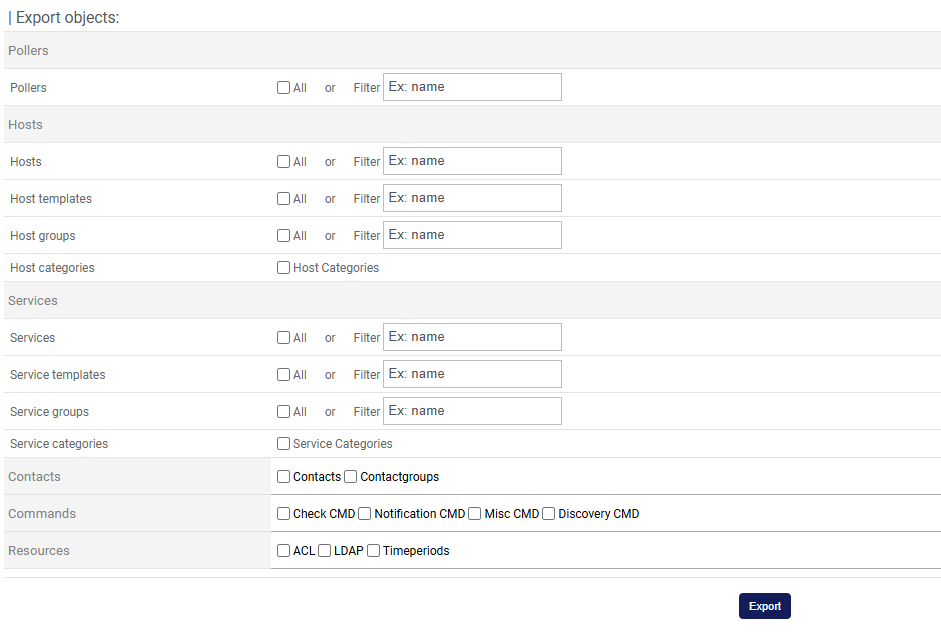 Export objects:
Pollers
Pollers All or Filter Ex: name
Hosts
Hosts All or Filter Ex: name
Host templates All or Filter Ex: name
Host groups All or Filter Ex: name
Host categories Host Categories
Services
Services All or Filter Ex: name
Service templates All or Filter Ex: name
Service groups All or Filter Ex: name
Service categories Service Categories
Contacts Contacts Contactgroups
Commands Check CMD Notification CMD Misc CMD Discovery CMD
Resources ACL LDAP Timeperiods
Export